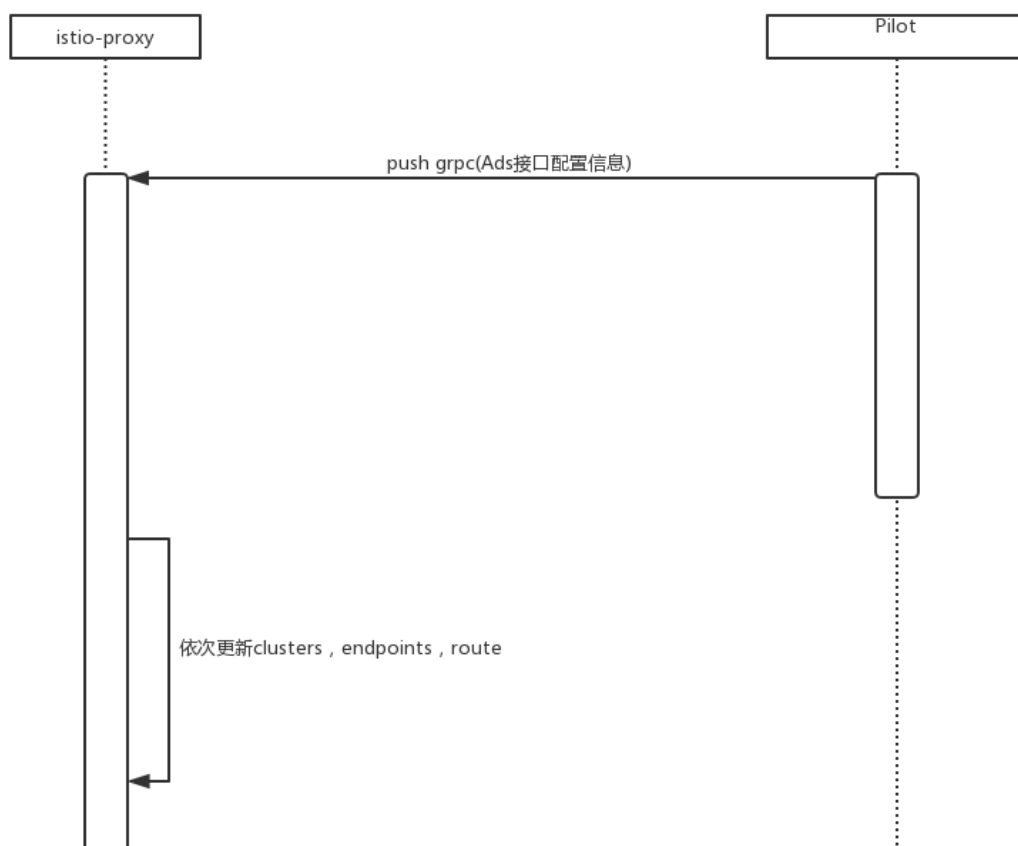 istio-proxy
Pilot
push grpc(Ads接口配置信息)
依次更新clusters，endpoints，route